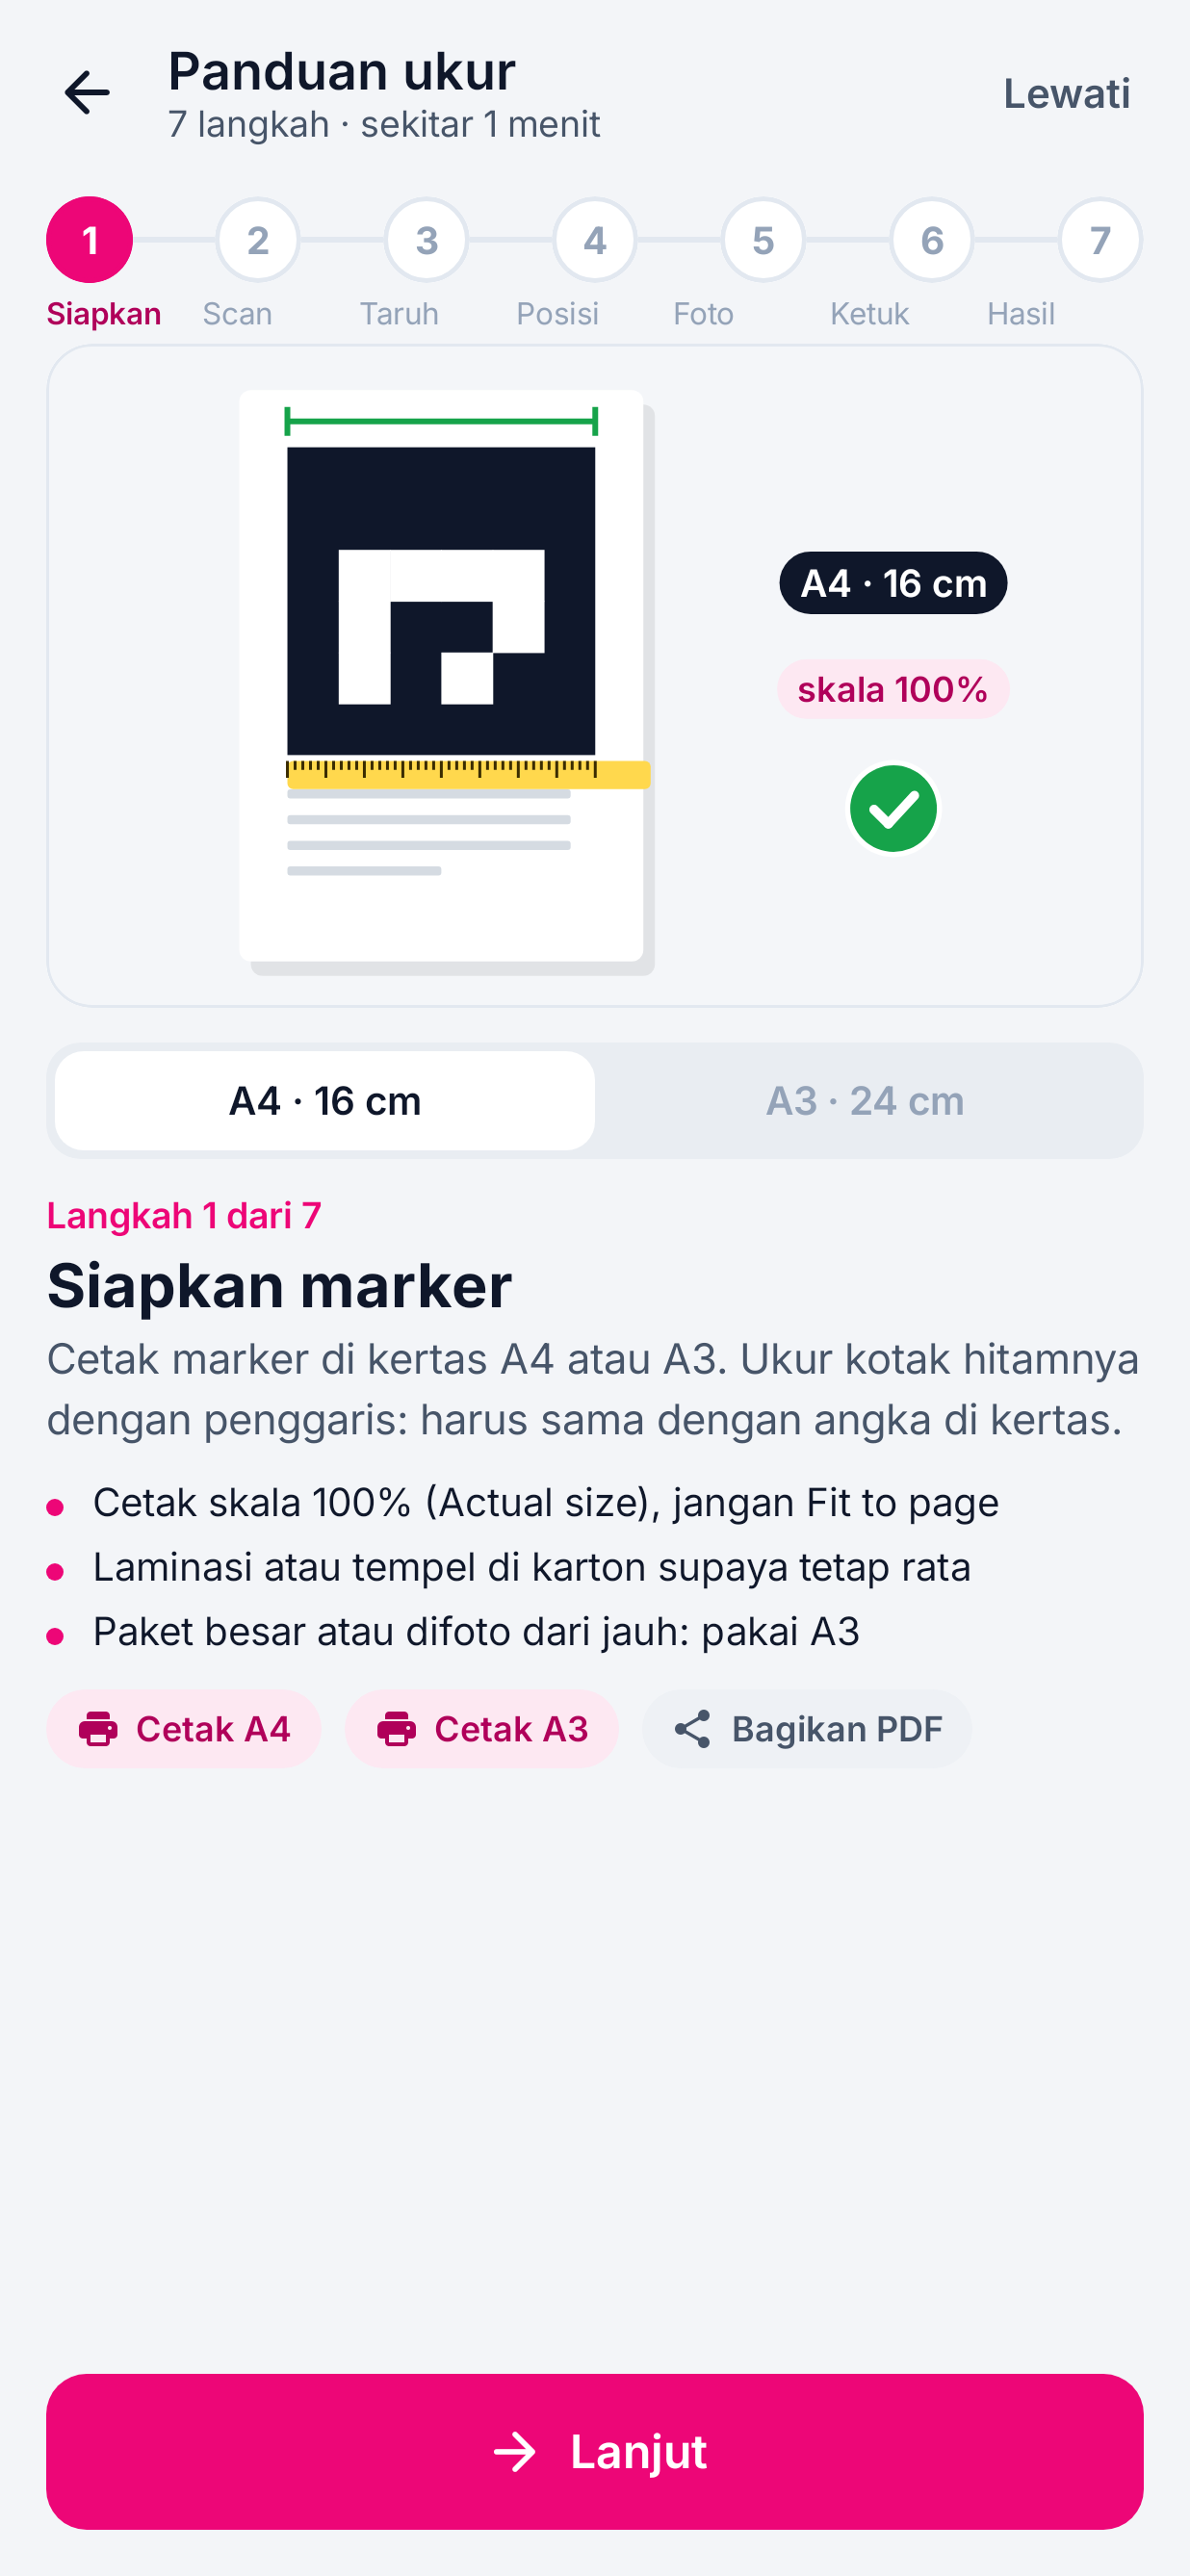 Panduan ukur
7 langkah · sekitar 1 menit
Lewati
1 2 3 4 5 6 7
Siapkan Scan Taruh Posisi Foto Ketuk Hasil
A4 · 16 cm
skala 100%
A4 · 16 cm
A3 · 24 cm
Langkah 1 dari 7
Siapkan marker
Cetak marker di kertas A4 atau A3. Ukur kotak hitamnya
dengan penggaris: harus sama dengan angka di kertas.
Cetak skala 100% (Actual size), jangan Fit to page
Laminasi atau tempel di karton supaya tetap rata
Paket besar atau difoto dari jauh: pakai A3
Cetak A4
Cetak A3
Bagikan PDF
Lanjut